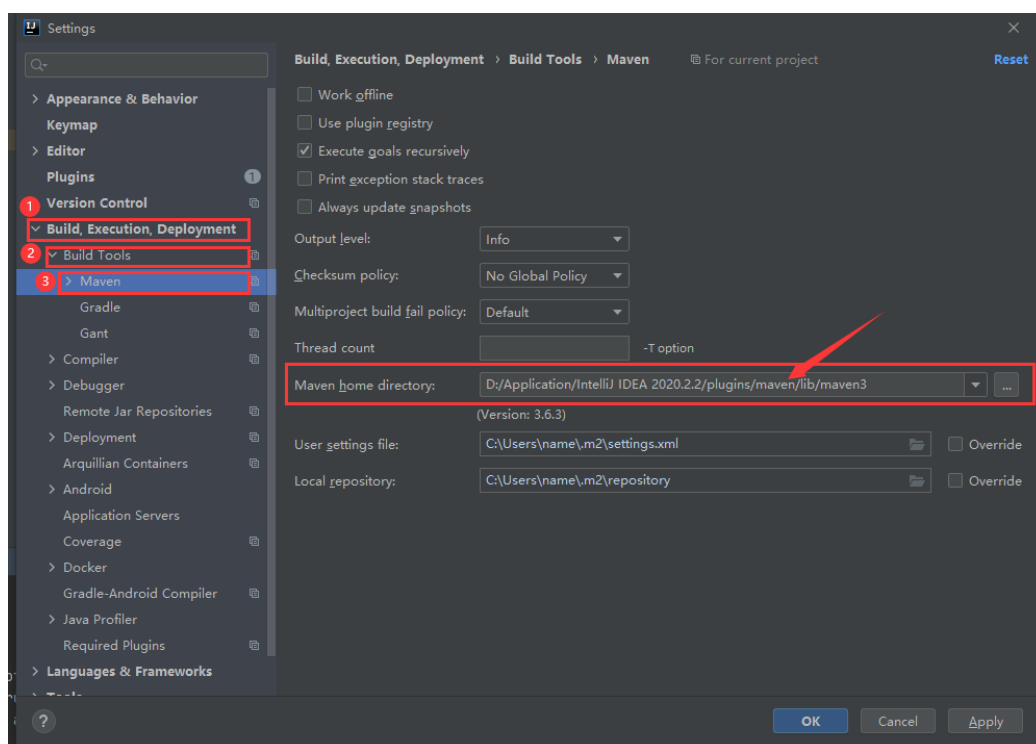 Settings
Appearance & Behavior
Keymap
Editor
Plugins
1
1
Version Control
Build, Execution, Deployment
2
Build Tools
3
Maven
Gradle
Gant
Compiler
Debugger
Remote Jar Repositories
Deployment
Arquillian Containers
Android
Application Servers
Coverage
Docker
Gradle-Android Compiler
Java Profiler
Required Plugins
Languages & Frameworks
Tools
Build, Execution, Deployment › Build Tools › Maven
For current project
Reset
Work offline
Use plugin registry
Execute goals recursively
Print exception stack traces
Always update snapshots
Output level: Info
Checksum policy: No Global Policy
Multiproject build fail policy: Default
Thread count -T option
Maven home directory: D:/Application/IntelliJ IDEA 2020.2.2/plugins/maven/lib/maven3 ...
(Version: 3.6.3)
User settings file: C:\Users\name\.m2\settings.xml Override
Local repository: C:\Users\name\.m2\repository Override
?
OK
Cancel
Apply